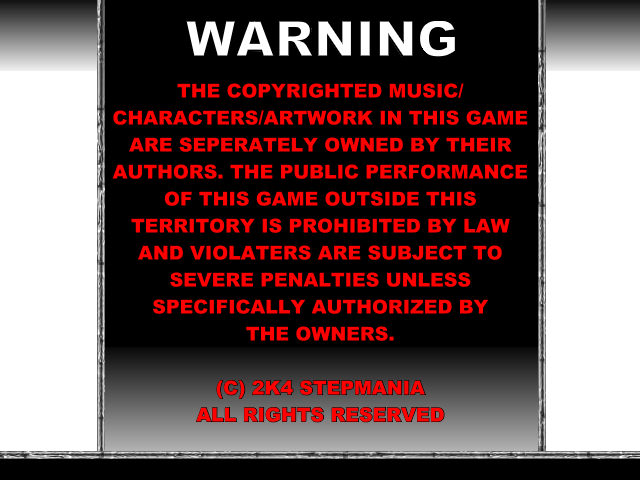 WARNING
THE COPYRIGHTED MUSIC/
CHARACTERS/ARTWORK IN THIS GAME
ARE SEPERATELY OWNED BY THEIR
AUTHORS. THE PUBLIC PERFORMANCE
OF THIS GAME OUTSIDE THIS
TERRITORY IS PROHIBITED BY LAW
AND VIOLATERS ARE SUBJECT TO
SEVERE PENALTIES UNLESS
SPECIFICALLY AUTHORIZED BY
THE OWNERS.
(C) 2K4 STEPMANIA
ALL RIGHTS RESERVED